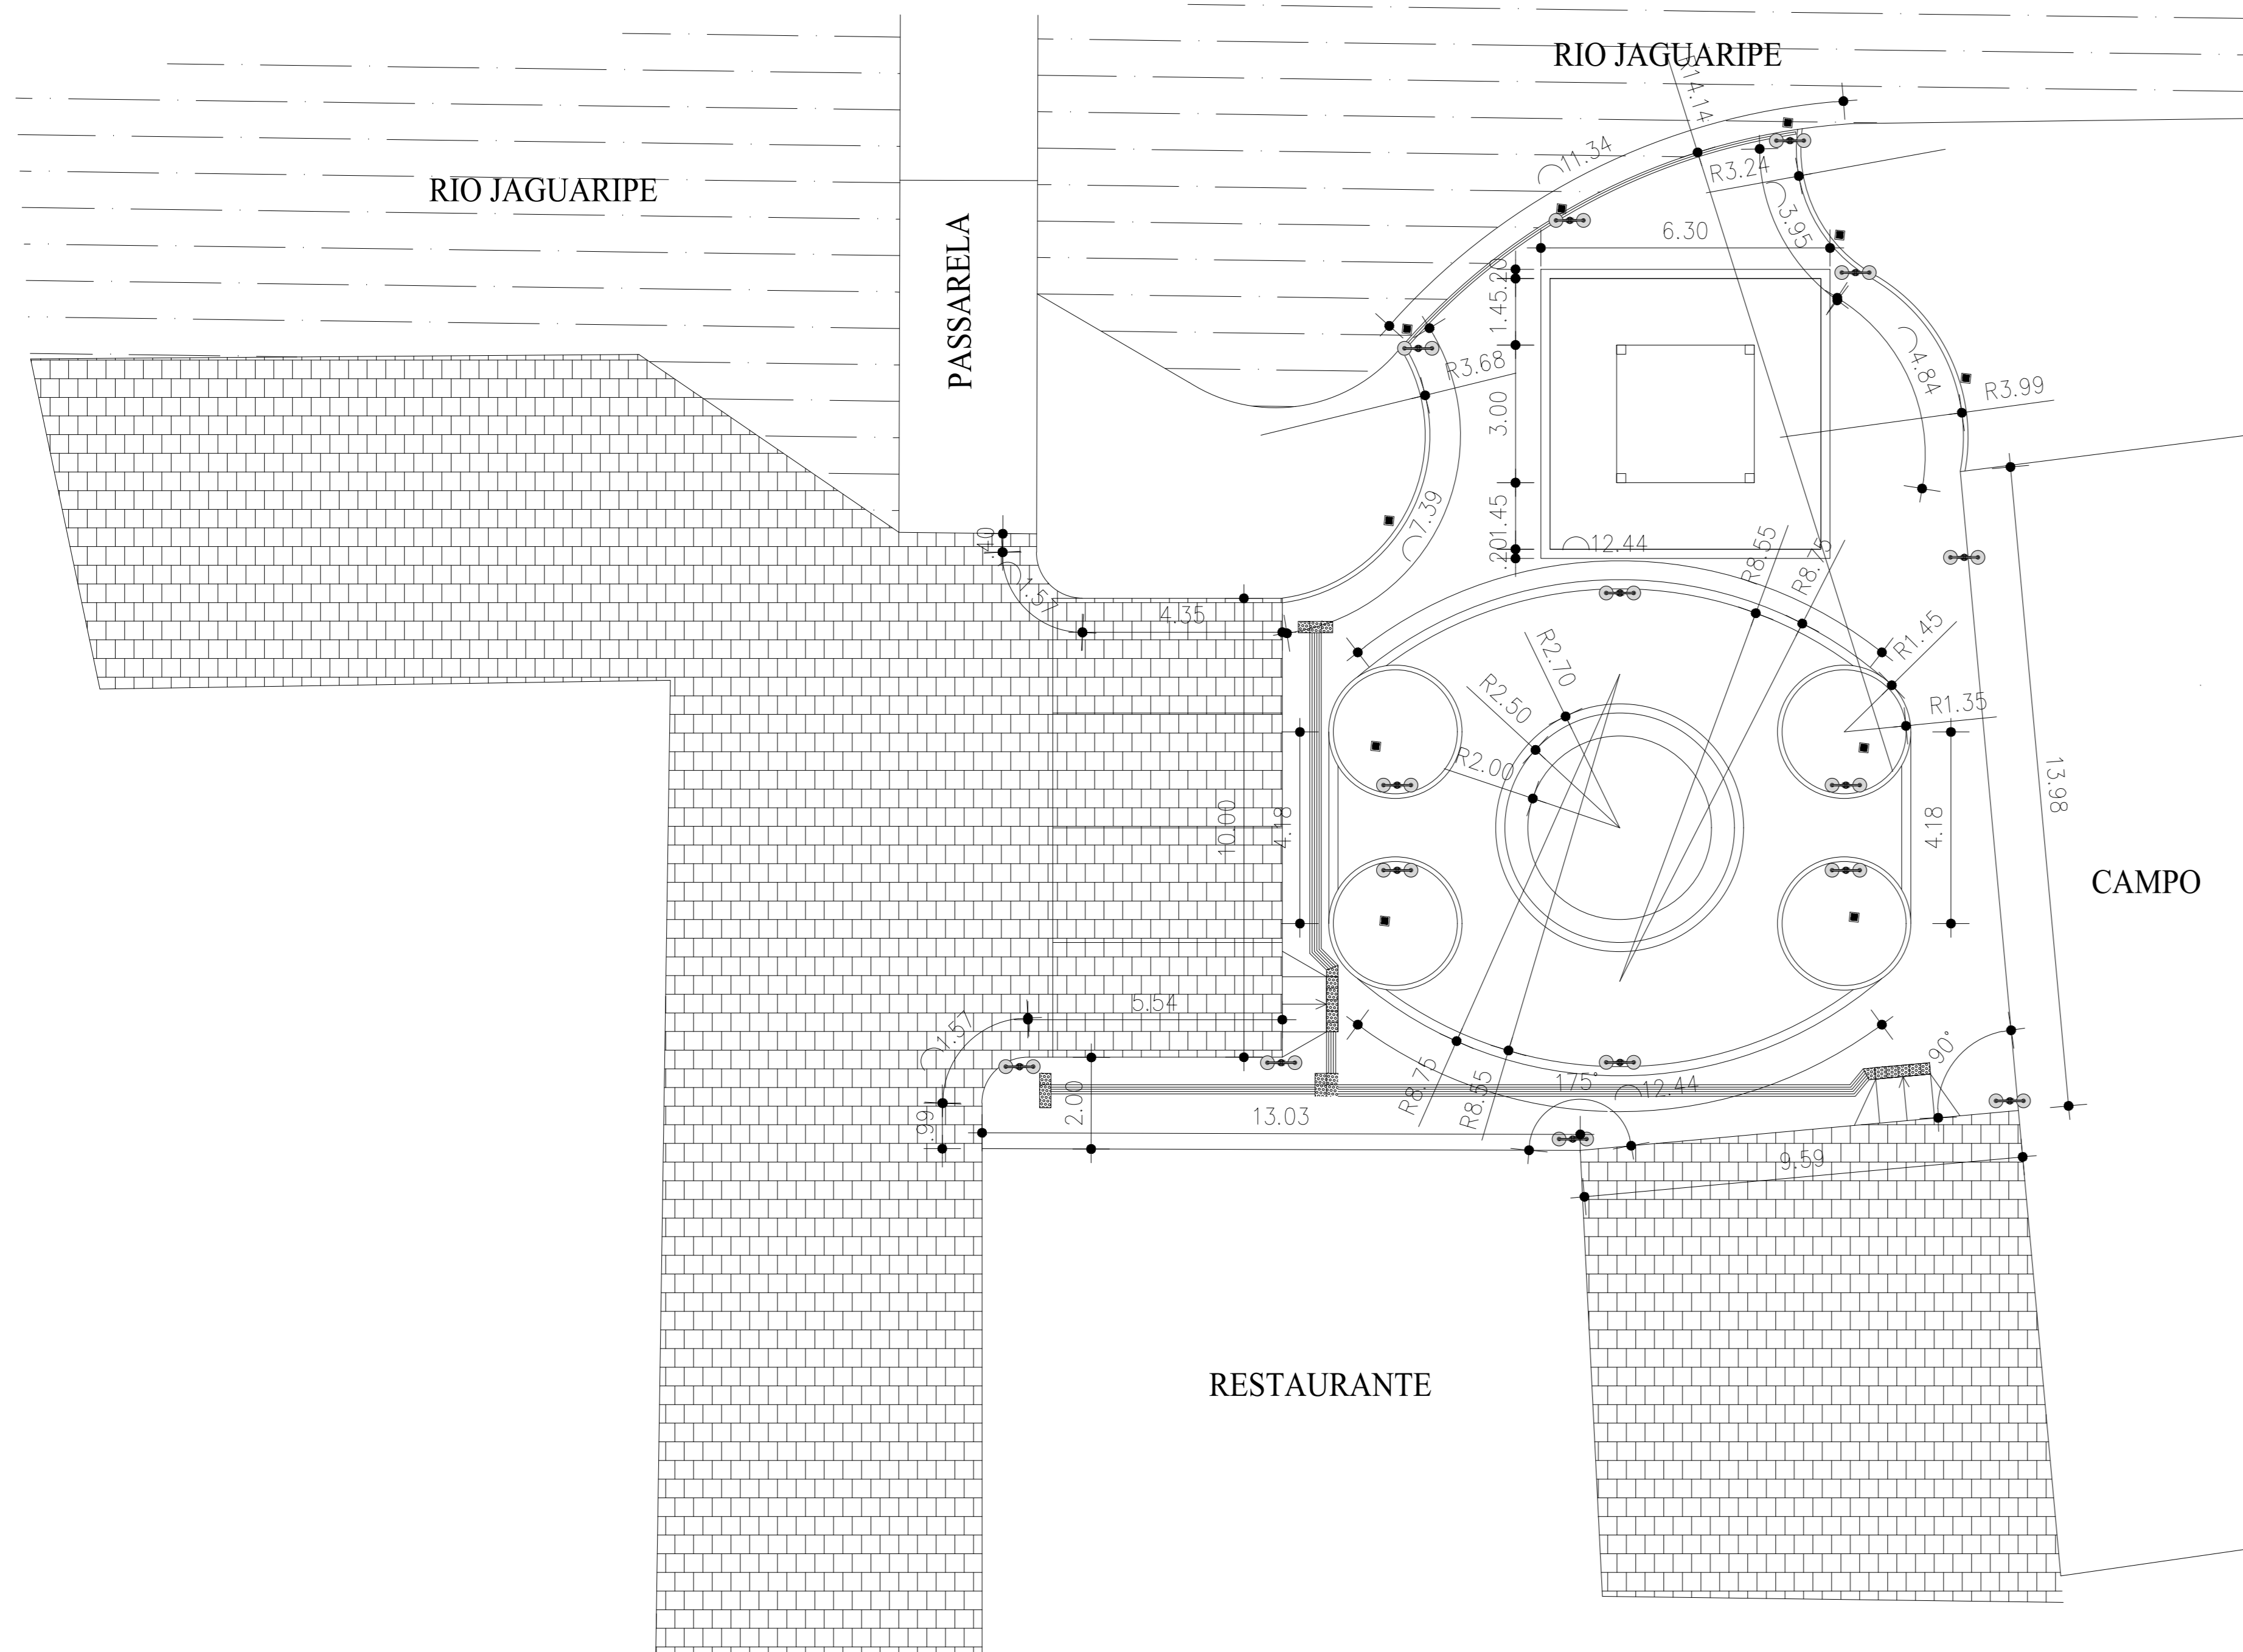 RIO JAGUARIPE
R14.14
11.34
R3.24
RIO JAGUARIPE
3.95
6.30
PASSARELA
.20
1.45
4.84
R3.68
R3.99
3.00
7.39
1.45
.40
.20
12.44
R8.55
R8.75
1.57
4.35
R1.45
R2.70
R2.50
R1.35
R2.00
13.98
10.00
4.18
4.18
CAMPO
5.54
1.57
90°
175°
12.44
R8.75
R8.55
2.00
.99
13.03
9.59
RESTAURANTE